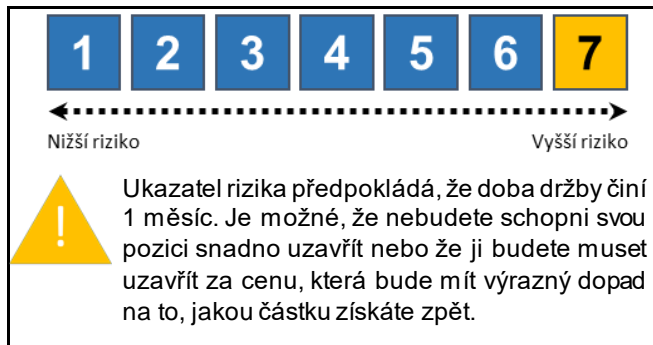 1 2 3 4 5 6 7
Nižší riziko Vyšší riziko
! Ukazatel rizika předpokládá, že doba držby činí
1 měsíc. Je možné, že nebudete schopni svou
pozici snadno uzavřít nebo že ji budete muset
uzavřít za cenu, která bude mít výrazný dopad
na to, jakou částku získáte zpět.